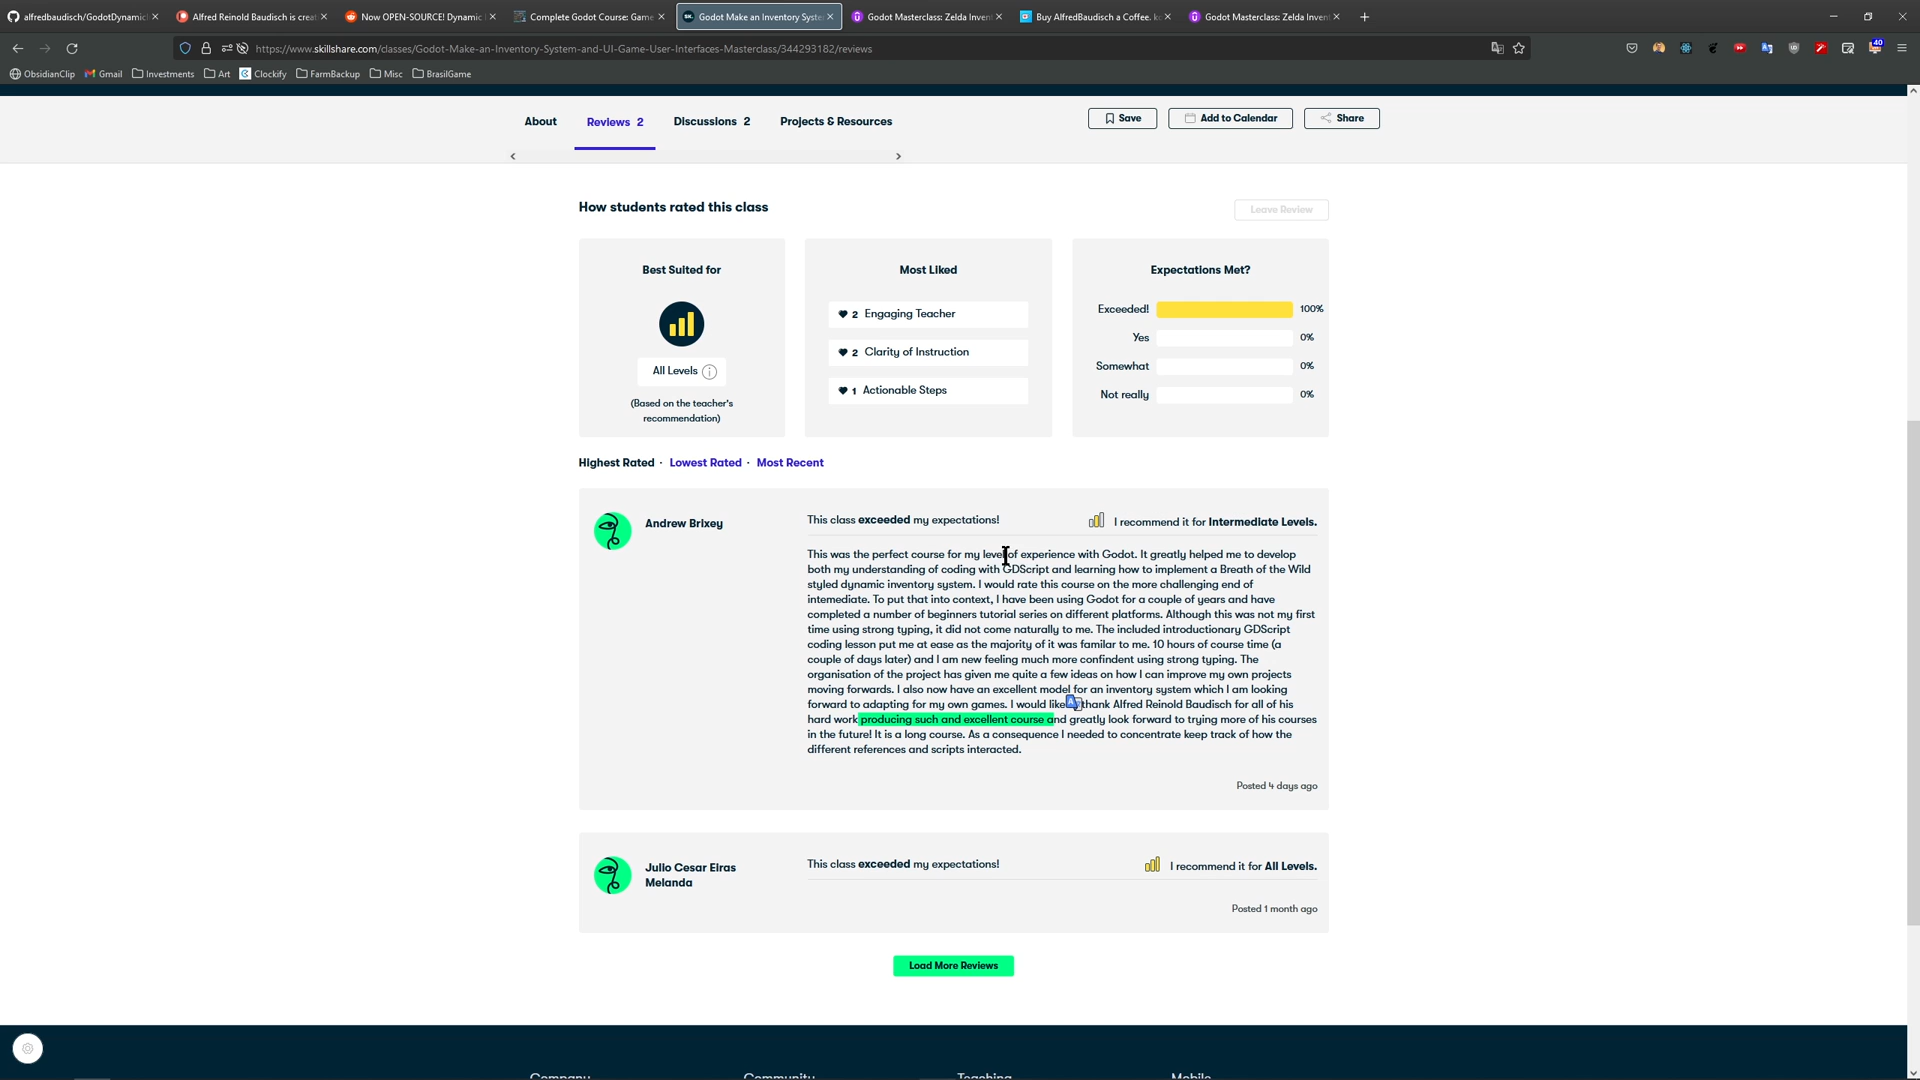 alfredbaudisch/GodotDynamicI
Alfred Reinold Baudisch is creat
Now OPEN-SOURCE! Dynamic I
Complete Godot Course: Game
Godot Make an Inventory Syste
Godot Masterclass: Zelda Invent
Buy AlfredBaudisch a Coffee. ko
Godot Masterclass: Zelda Invent
https://www.skillshare.com/classes/Godot-Make-an-Inventory-System-and-UI-Game-User-Interfaces-Masterclass/344293182/reviews
40
ObsidianClip
Gmail
Investments
Art
Clockify
FarmBackup
Misc
BrasilGame
About
Reviews 2
Discussions 2
Projects & Resources
Save
Add to Calendar
Share
How students rated this class
Leave Review
Best Suited for
All Levels
(Based on the teacher's
recommendation)
Most Liked
2 Engaging Teacher
2 Clarity of Instruction
1 Actionable Steps
Expectations Met?
Exceeded! 100%
Yes 0%
Somewhat 0%
Not really 0%
Highest Rated · Lowest Rated · Most Recent
Andrew Brixey
This class exceeded my expectations!
I recommend it for Intermediate Levels.
This was the perfect course for my level of experience with Godot. It greatly helped me to develop
both my understanding of coding with GDScript and learning how to implement a Breath of the Wild
styled dynamic inventory system. I would rate this course on the more challenging end of
intemediate. To put that into context, I have been using Godot for a couple of years and have
completed a number of beginners tutorial series on different platforms. Although this was not my first
time using strong typing, it did not come naturally to me. The included introductionary GDScript
coding lesson put me at ease as the majority of it was familar to me. 10 hours of course time (a
couple of days later) and I am new feeling much more confindent using strong typing. The
organisation of the project has given me quite a few ideas on how I can improve my own projects
moving forwards. I also now have an excellent model for an inventory system which I am looking
forward to adapting for my own games. I would like thank Alfred Reinold Baudisch for all of his
hard work producing such and excellent course and greatly look forward to trying more of his courses
in the future! It is a long course. As a consequence I needed to concentrate keep track of how the
different references and scripts interacted.
Posted 4 days ago
Julio Cesar Eiras
Melanda
This class exceeded my expectations!
I recommend it for All Levels.
Posted 1 month ago
Load More Reviews
Company
Community
Teaching
Mobile